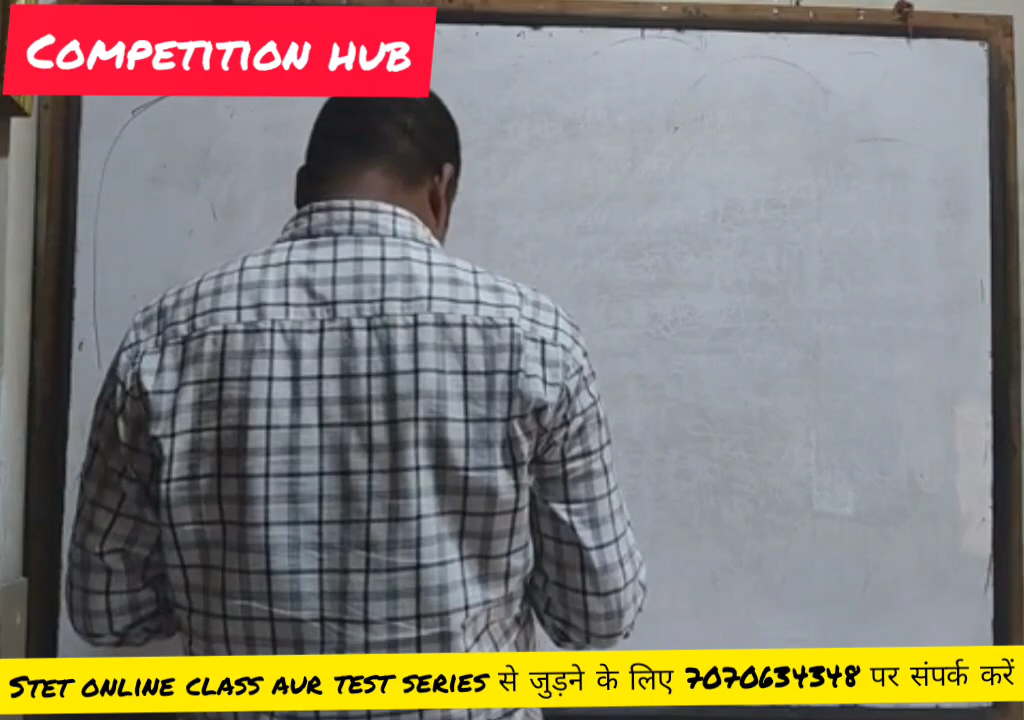 COMPETITION HUB
STET ONLINE CLASS AUR TEST SERIES से जुड़ने के लिए 7070634348 पर संपर्क करें